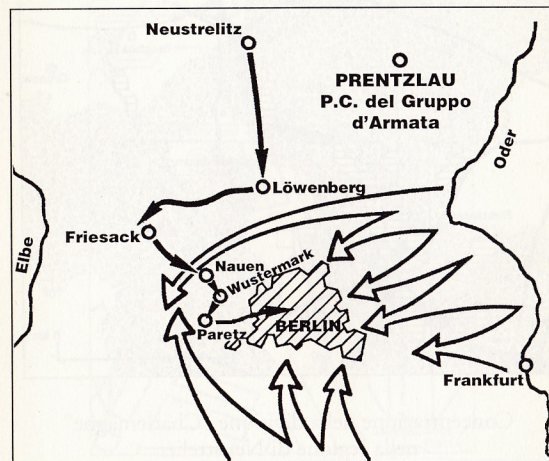 Neustrelitz
PRENTZLAU
P.C. del Gruppo
d'Armata
Oder
Löwenberg
Elbe
Friesack
Nauen
Wustermark
BERLIN
Paretz
Frankfurt